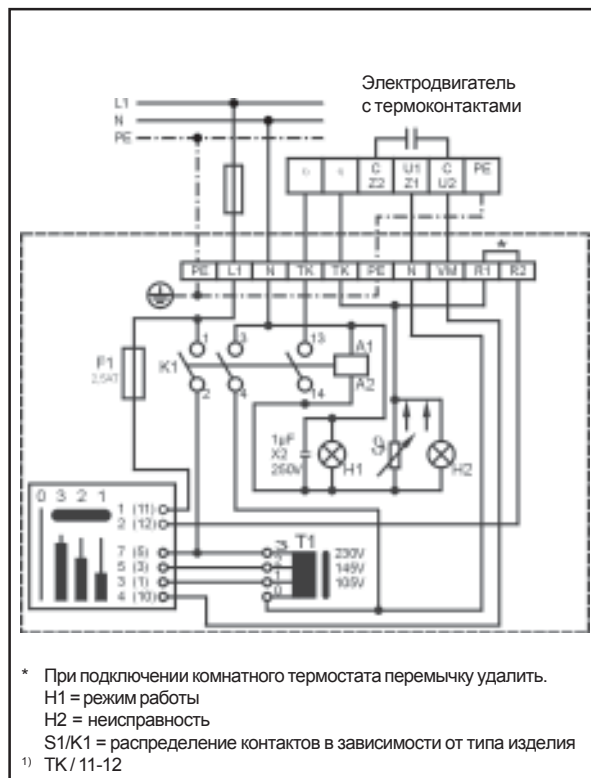 Электродвигатель
с термоконтактами
L1
N
PE
C
Z2
U1
Z1
C
U2
PE
PE L1 N TK TK PE N VM R1 R2
*
F1
2,5AT
K1
1 3 13
2 4 14
A1
A2
1µF
X2
250V
H1
ϑ
H2
0 3 2 1
1 (11)
2 (12)
7 (5)
5 (3)
3 (1)
4 (10)
T1
3
2
1
0
230V
145V
105V
* При подключении комнатного термостата перемычку удалить.
H1 = режим работы
H2 = неисправность
S1/K1 = распределение контактов в зависимости от типа изделия
1) TK / 11-12